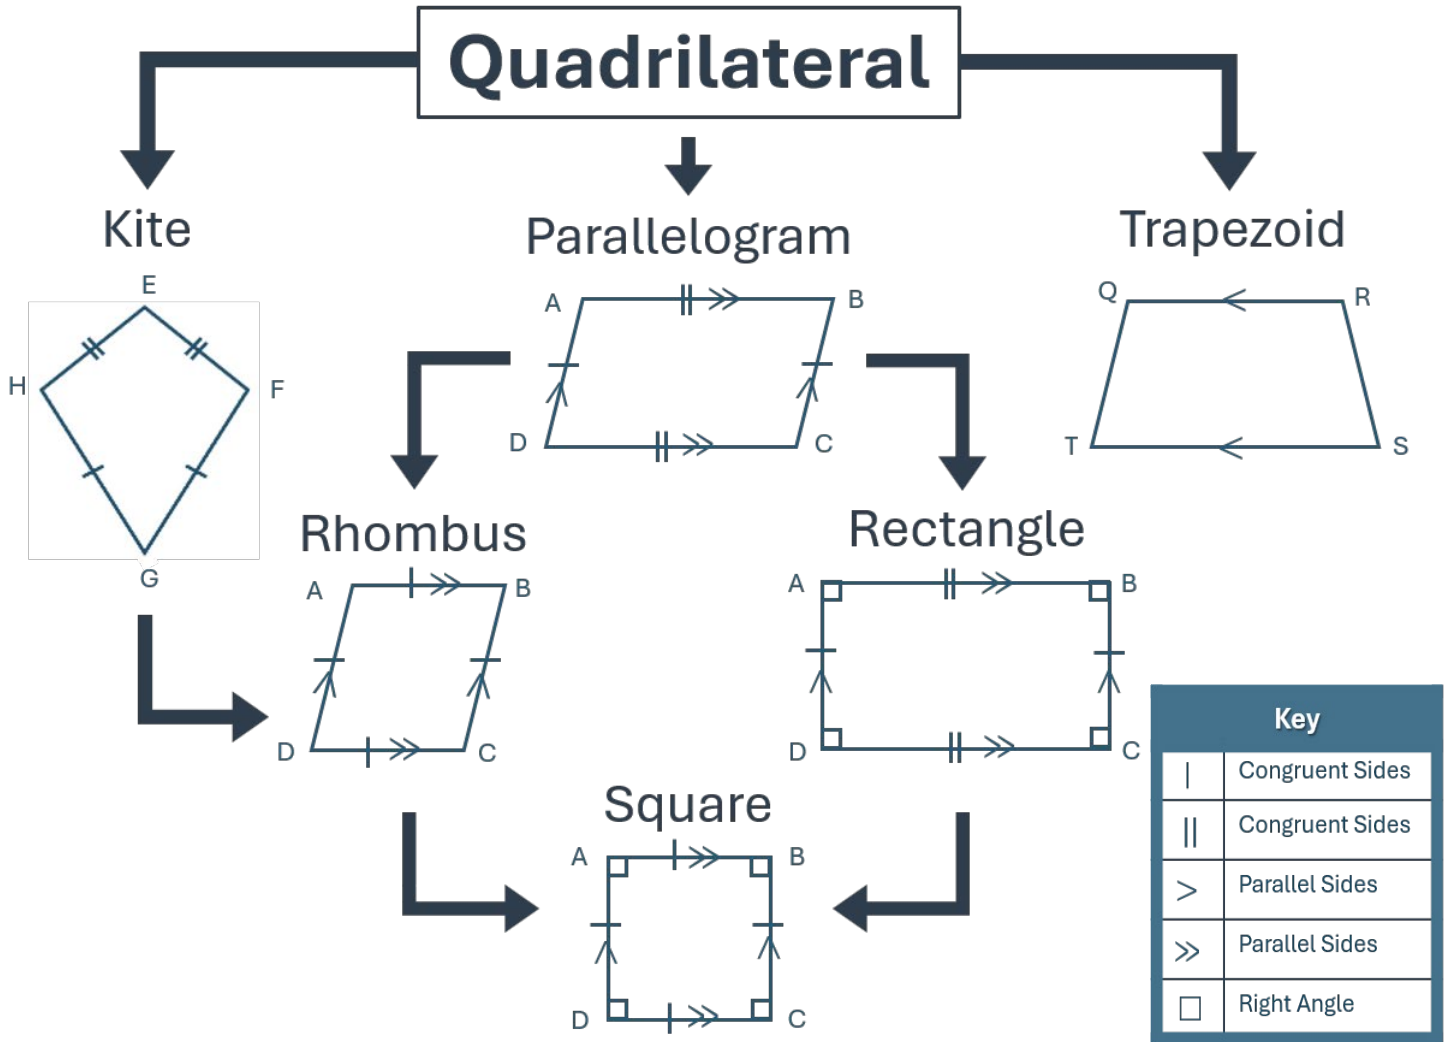 Quadrilateral
Kite
Parallelogram
Trapezoid
E
H
F
G
A
B
D
C
Q
R
T
S
Rhombus
Rectangle
A
B
D
C
A
B
D
C
Square
A
B
D
C
Key
| Congruent Sides
|| Congruent Sides
> Parallel Sides
>> Parallel Sides
□ Right Angle